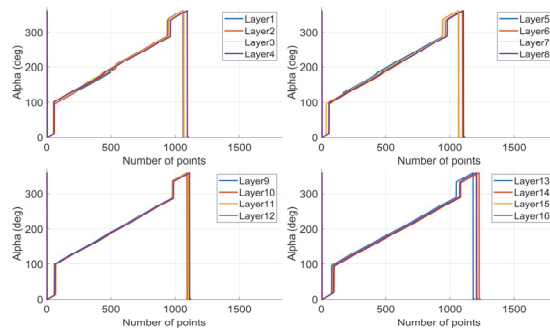 Alpha (deg)
300
200
100
0
0
500
1000
1500
Number of points
Layer1
Layer2
Layer3
Layer4
Alpha (deg)
300
200
100
0
0
500
1000
1500
Number of points
Layer5
Layer6
Layer7
Layer8
Alpha (deg)
300
200
100
0
0
500
1000
1500
Number of points
Layer9
Layer10
Layer11
Layer12
Alpha (deg)
300
200
100
0
0
500
1000
1500
Number of points
Layer13
Layer14
Layer15
Layer16